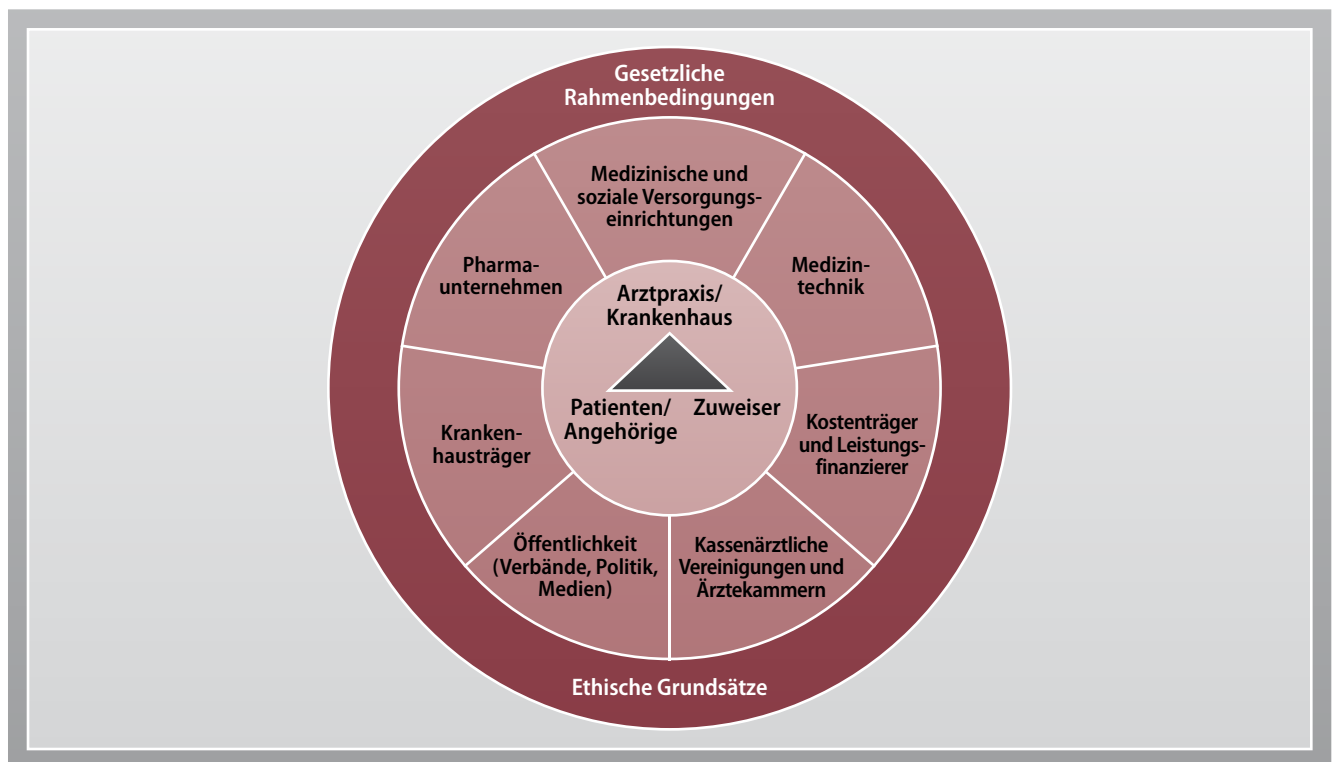 Gesetzliche
Rahmenbedingungen
Medizinische und
soziale Versorgungs-
einrichtungen
Pharma-
unternehmen
Medizin-
technik
Arztpraxis/
Krankenhaus
Patienten/
Angehörige
Zuweiser
Kranken-
hausträger
Kostenträger
und Leistungs-
finanzierer
Öffentlichkeit
(Verbände, Politik,
Medien)
Kassenärztliche
Vereinigungen und
Ärztekammern
Ethische Grundsätze